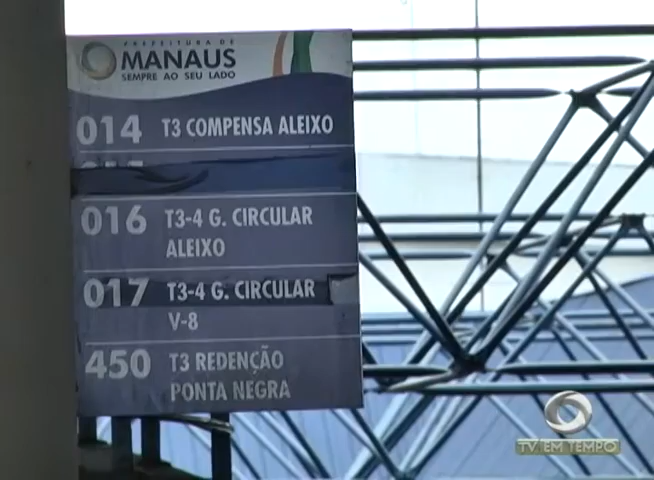 PREFEITURA DE
MANAUS
SEMPRE AO SEU LADO
014 T3 COMPENSA ALEIXO
016 T3-4 G. CIRCULAR
ALEIXO
017 T3-4 G. CIRCULAR
V-8
450 T3 REDENÇÃO
PONTA NEGRA
TV EM TEMPO